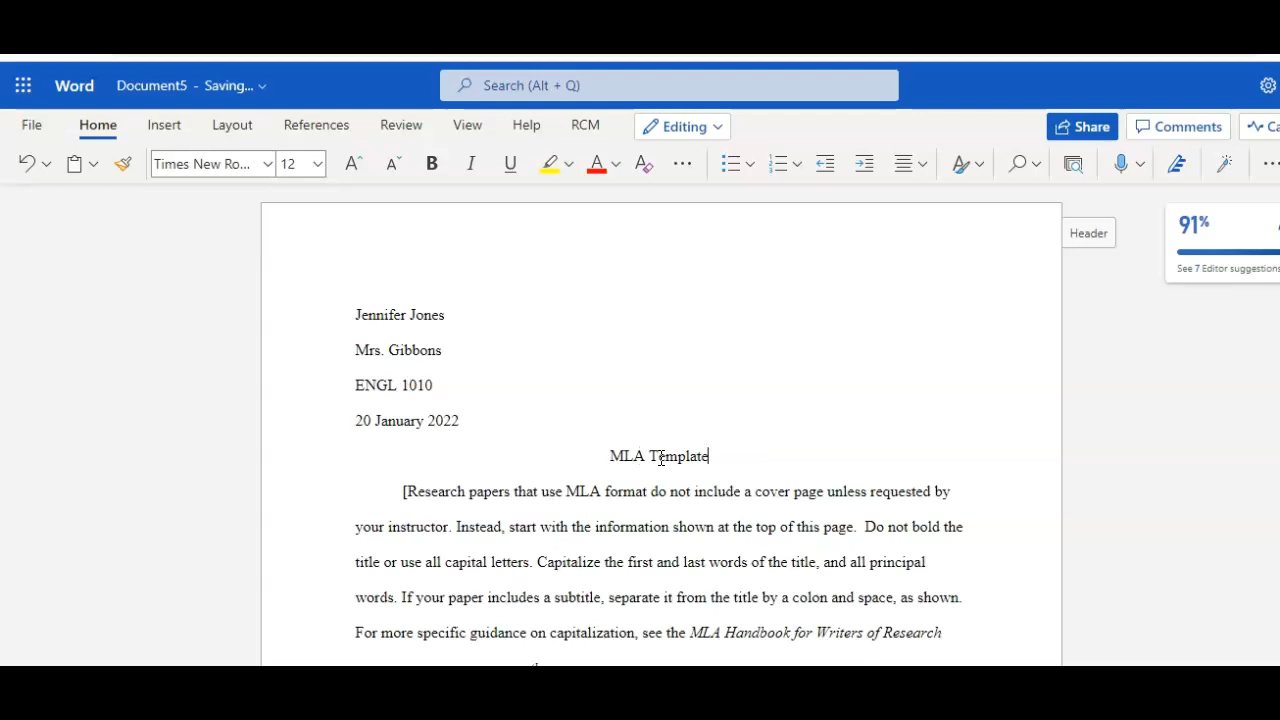 Word Document5 - Saving... Search (Alt + Q)
File Home Insert Layout References Review View Help RCM Editing Share Comments
Times New Ro... 12 B I U A
Header
91%
See 7 Editor suggestions
Jennifer Jones
Mrs. Gibbons
ENGL 1010
20 January 2022
MLA Template
[Research papers that use MLA format do not include a cover page unless requested by
your instructor. Instead, start with the information shown at the top of this page.  Do not bold the
title or use all capital letters. Capitalize the first and last words of the title, and all principal
words. If your paper includes a subtitle, separate it from the title by a colon and space, as shown.
For more specific guidance on capitalization, see the MLA Handbook for Writers of Research